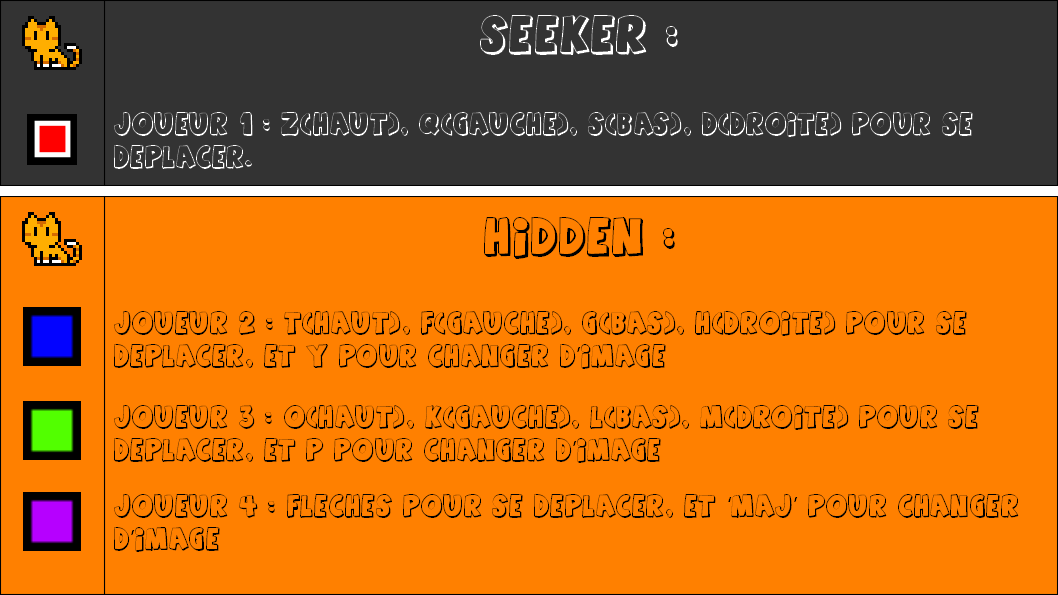 SEEKER :
JOUEUR 1 : Z(HAUT), Q(GAUCHE), S(BAS), D(DROiTE) POUR SE
DEPLACER.
HiDDEN :
JOUEUR 2 : T(HAUT), F(GAUCHE), G(BAS), H(DROiTE) POUR SE
DEPLACER, ET Y POUR CHANGER D'iMAGE
JOUEUR 3 : O(HAUT), K(GAUCHE), L(BAS), M(DROiTE) POUR SE
DEPLACER, ET P POUR CHANGER D'iMAGE
JOUEUR 4 : FLECHES POUR SE DEPLACER, ET 'MAJ' POUR CHANGER
D'iMAGE